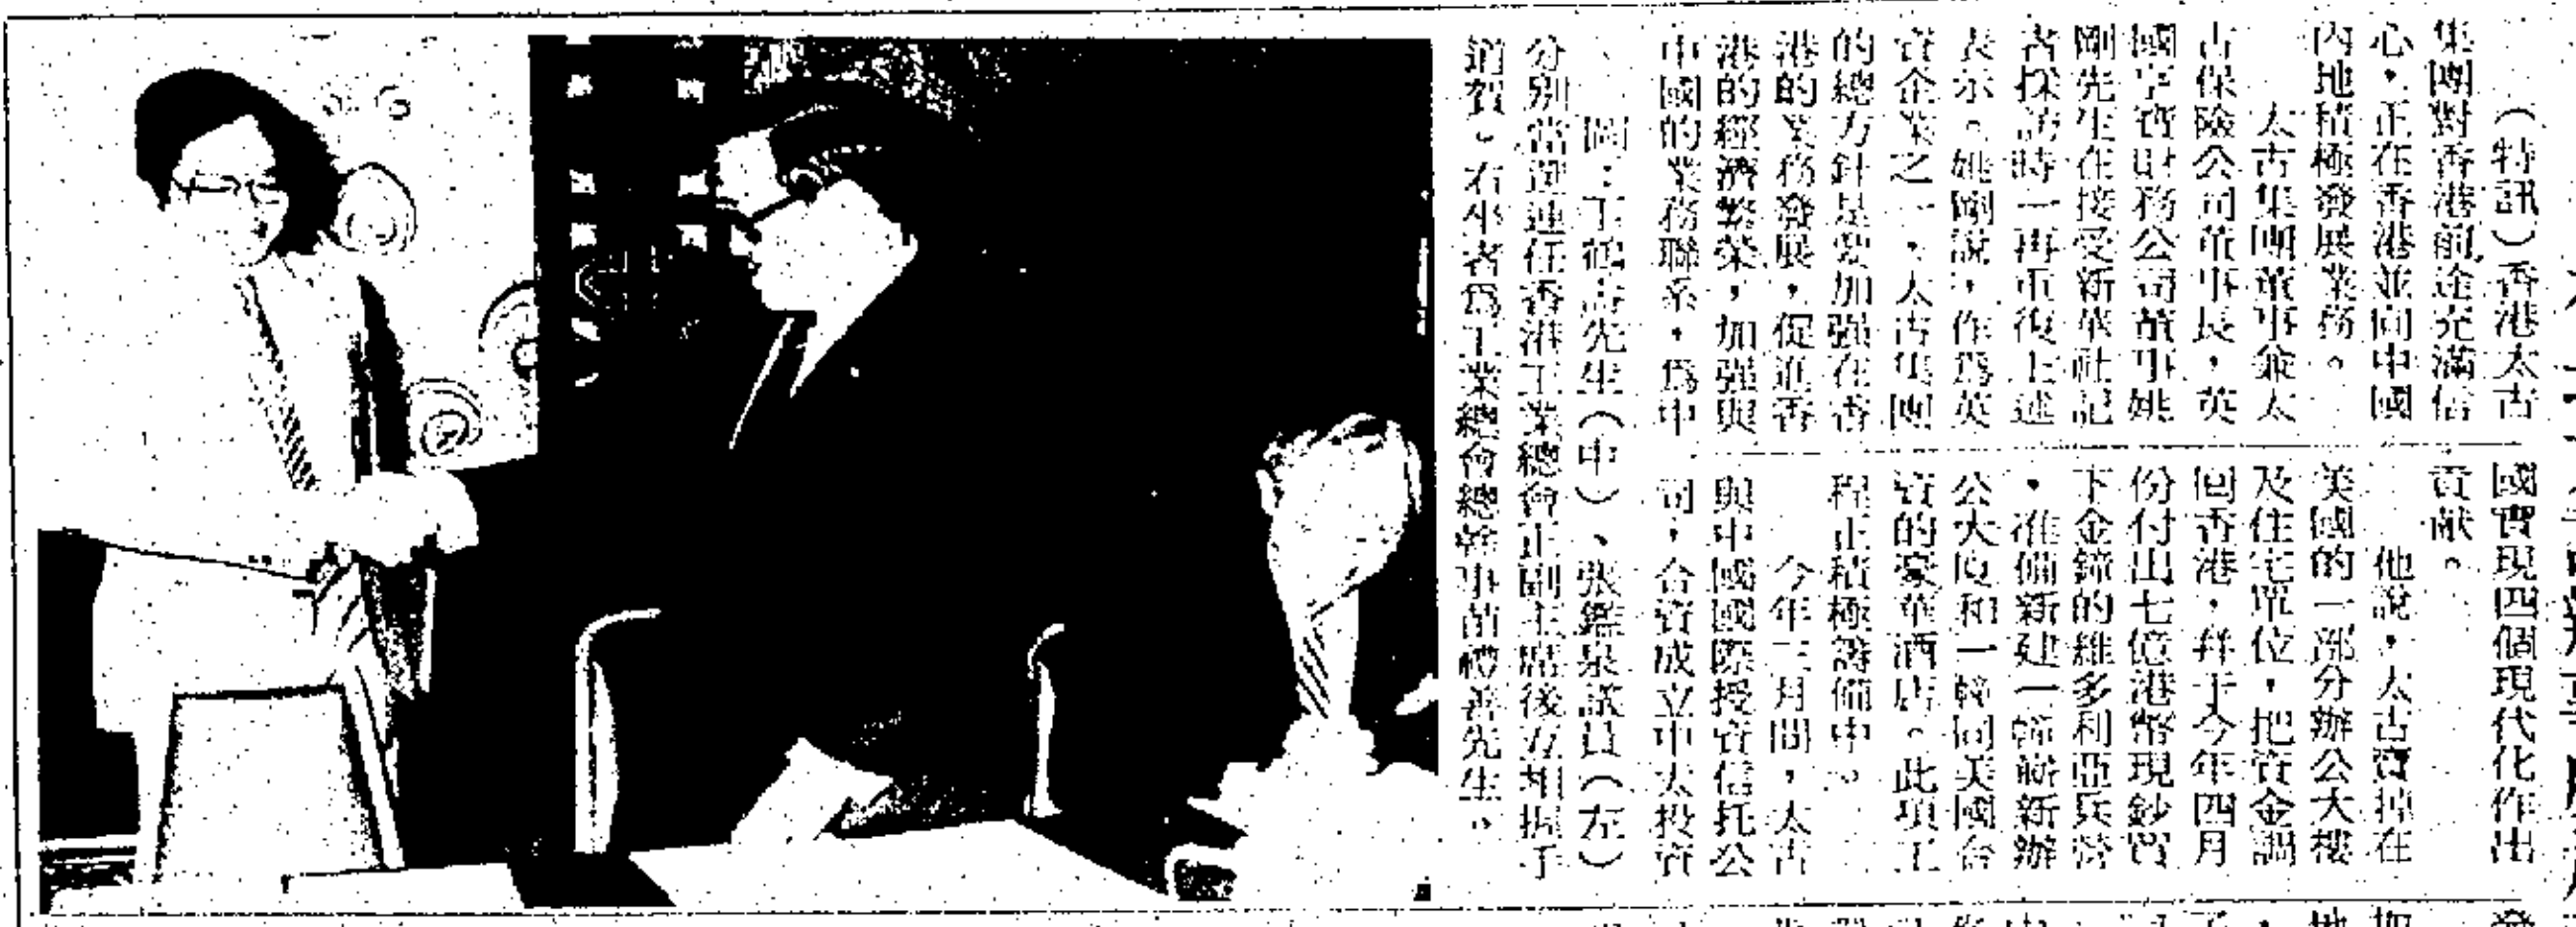 （特訊）香港太古
集團對香港前途充滿信
心，正在香港並向中國
內地積極發展業務。
太古集團董事兼太
古保險公司董事長，英
國亨寶財務公司董事姚
剛先生在接受新華社記
者採訪時一再重復上述
表示。姚剛說，作爲英
資企業之一，太古集團
的總方針是要加强在香
港的業務發展，促進香
港的經濟繁榮，加强與
中國的業務聯系，爲中
國實現四個現代化作出
貢献。
他說，太古賣掉在
美國的一部分辦公大樓
及住宅單位，把資金調
回香港，幷于今年四月
份付出七億港幣現鈔買
下金鐘的維多利亞兵營
，准備新建一幢嶄新辦
公大厦和一幢同美國合
資的豪華酒店。此項工
程正積極籌備中。
今年三月間，太古
與中國國際投資信托公
司，合資成立中太投資
圖：丁鶴壽先生（中）、張鑑泉議員（左）
分別當選連任香港工業總會正副主席後互相握手
道賀。右坐者爲工業總會總幹事苗禮善先生。